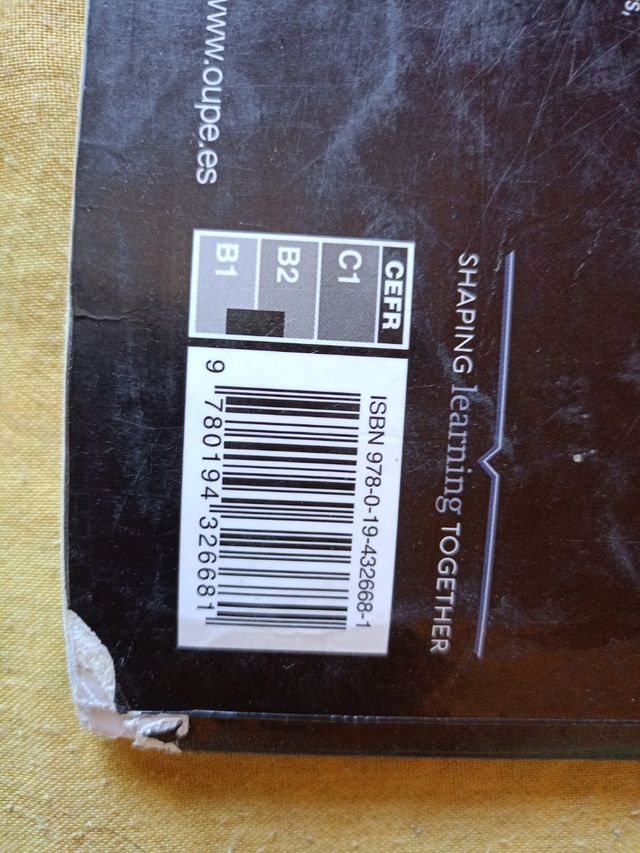 s,
www.oupe.es
SHAPING learning TOGETHER
CEFR
C1
B2
B1
ISBN 978-0-19-432668-1
9 780194 326681